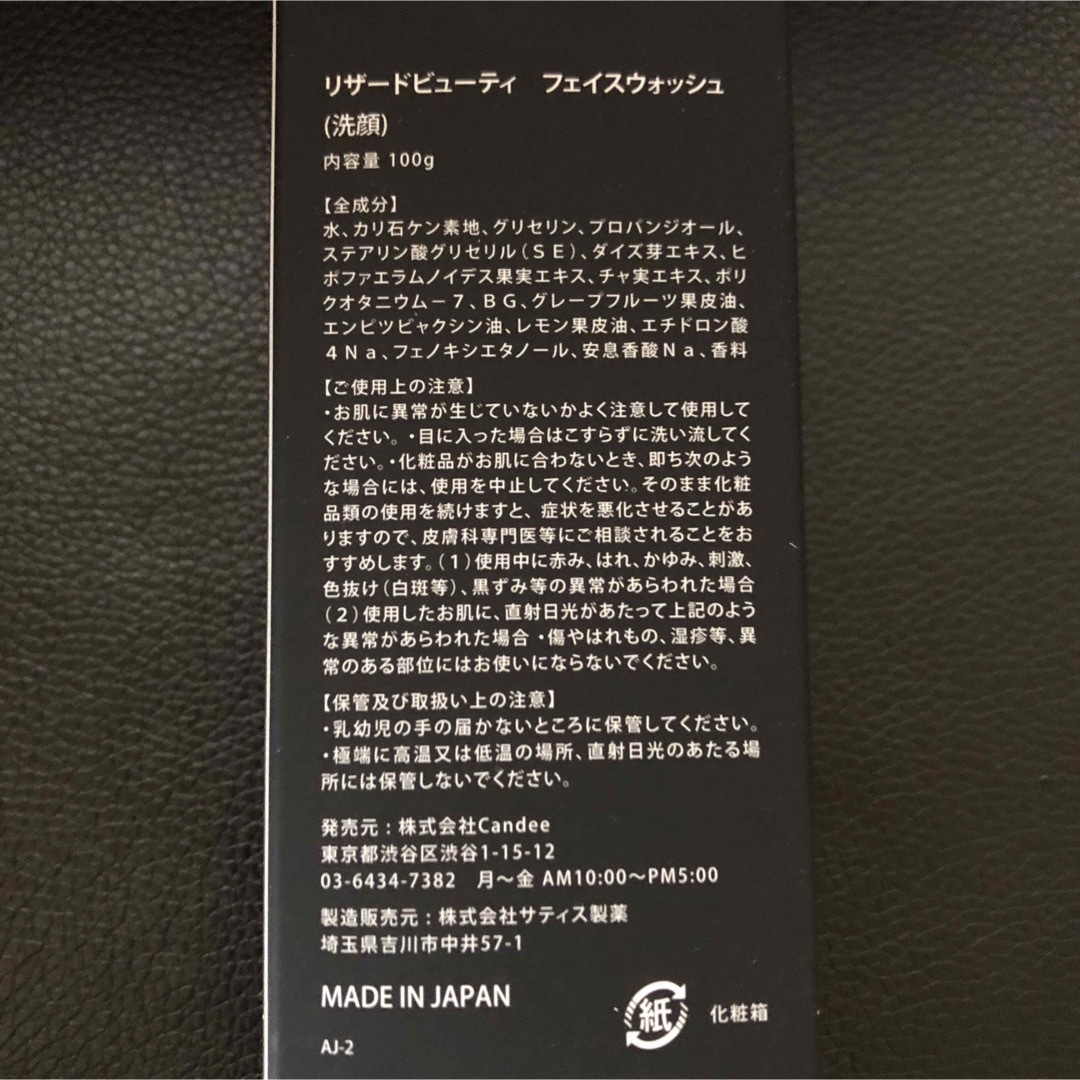 リザードビューティ　フェイスウォッシュ
(洗顔)
内容量 100g
【全成分】
水、カリ石ケン素地、グリセリン、プロパンジオール、
ステアリン酸グリセリル（ＳＥ）、ダイズ芽エキス、ヒ
ポファエラムノイデス果実エキス、チャ実エキス、ポリ
クオタニウム－７、ＢＧ、グレープフルーツ果皮油、
エンピツビャクシン油、レモン果皮油、エチドロン酸
４Ｎａ、フェノキシエタノール、安息香酸Ｎａ、香料
【ご使用上の注意】
・お肌に異常が生じていないかよく注意して使用して
ください。・目に入った場合はこすらずに洗い流してく
ださい。・化粧品がお肌に合わないとき、即ち次のよう
な場合には、使用を中止してください。そのまま化粧
品類の使用を続けますと、症状を悪化させることがあ
りますので、皮膚科専門医等にご相談されることをお
すすめします。（１）使用中に赤み、はれ、かゆみ、刺激、
色抜け（白斑等）、黒ずみ等の異常があらわれた場合
（２）使用したお肌に、直射日光があたって上記のよう
な異常があらわれた場合・傷やはれもの、湿疹等、異
常のある部位にはお使いにならないでください。
【保管及び取扱い上の注意】
・乳幼児の手の届かないところに保管してください。
・極端に高温又は低温の場所、直射日光のあたる場
所には保管しないでください。
発売元：株式会社Candee
東京都渋谷区渋谷1-15-12
03-6434-7382　月～金 AM10:00～PM5:00
製造販売元：株式会社サティス製薬
埼玉県吉川市中井57-1
MADE IN JAPAN
紙 化粧箱
AJ-2